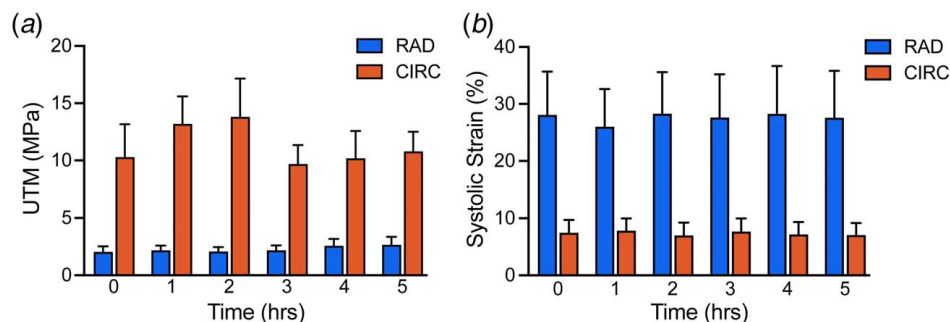 (a)
20
15
10
5
0
UTM (MPa)
RAD
CIRC
0 1 2 3 4 5
Time (hrs)
(b)
40
30
20
10
0
Systolic Strain (%)
RAD
CIRC
0 1 2 3 4 5
Time (hrs)